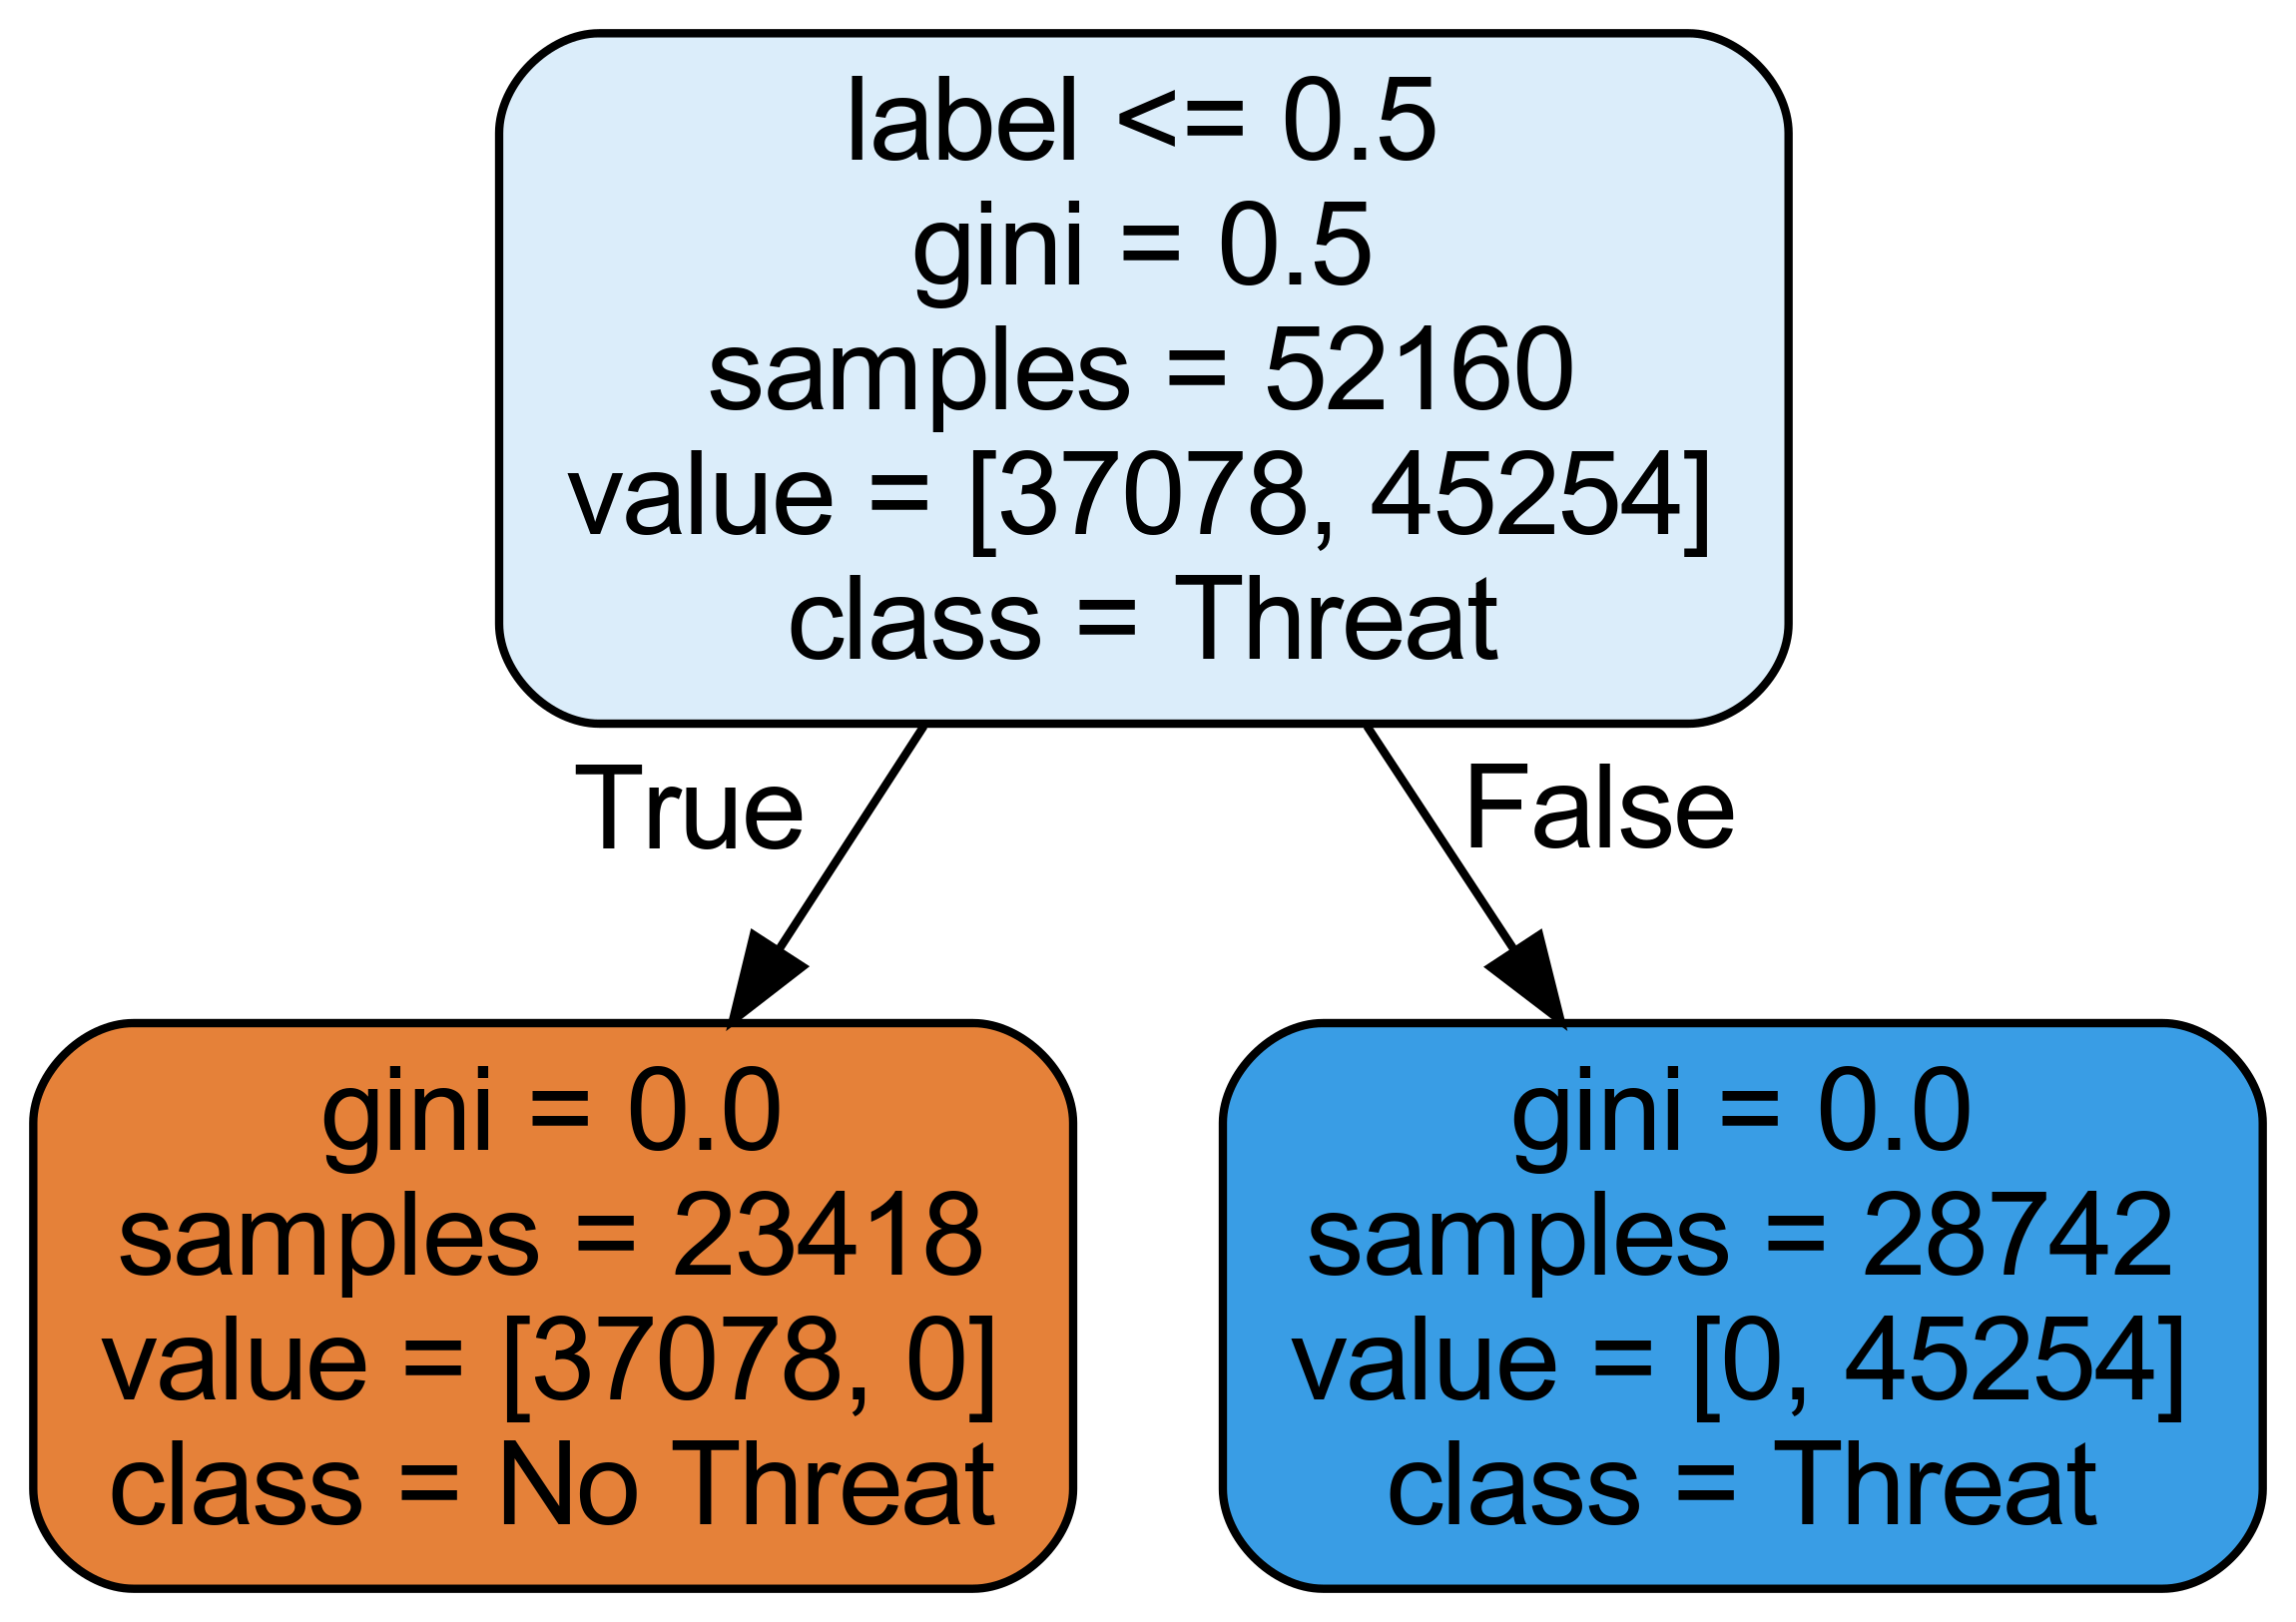 label <= 0.5
gini = 0.5
samples = 52160
value = [37078, 45254]
class = Threat
True
False
gini = 0.0
samples = 23418
value = [37078, 0]
class = No Threat
gini = 0.0
samples = 28742
value = [0, 45254]
class = Threat